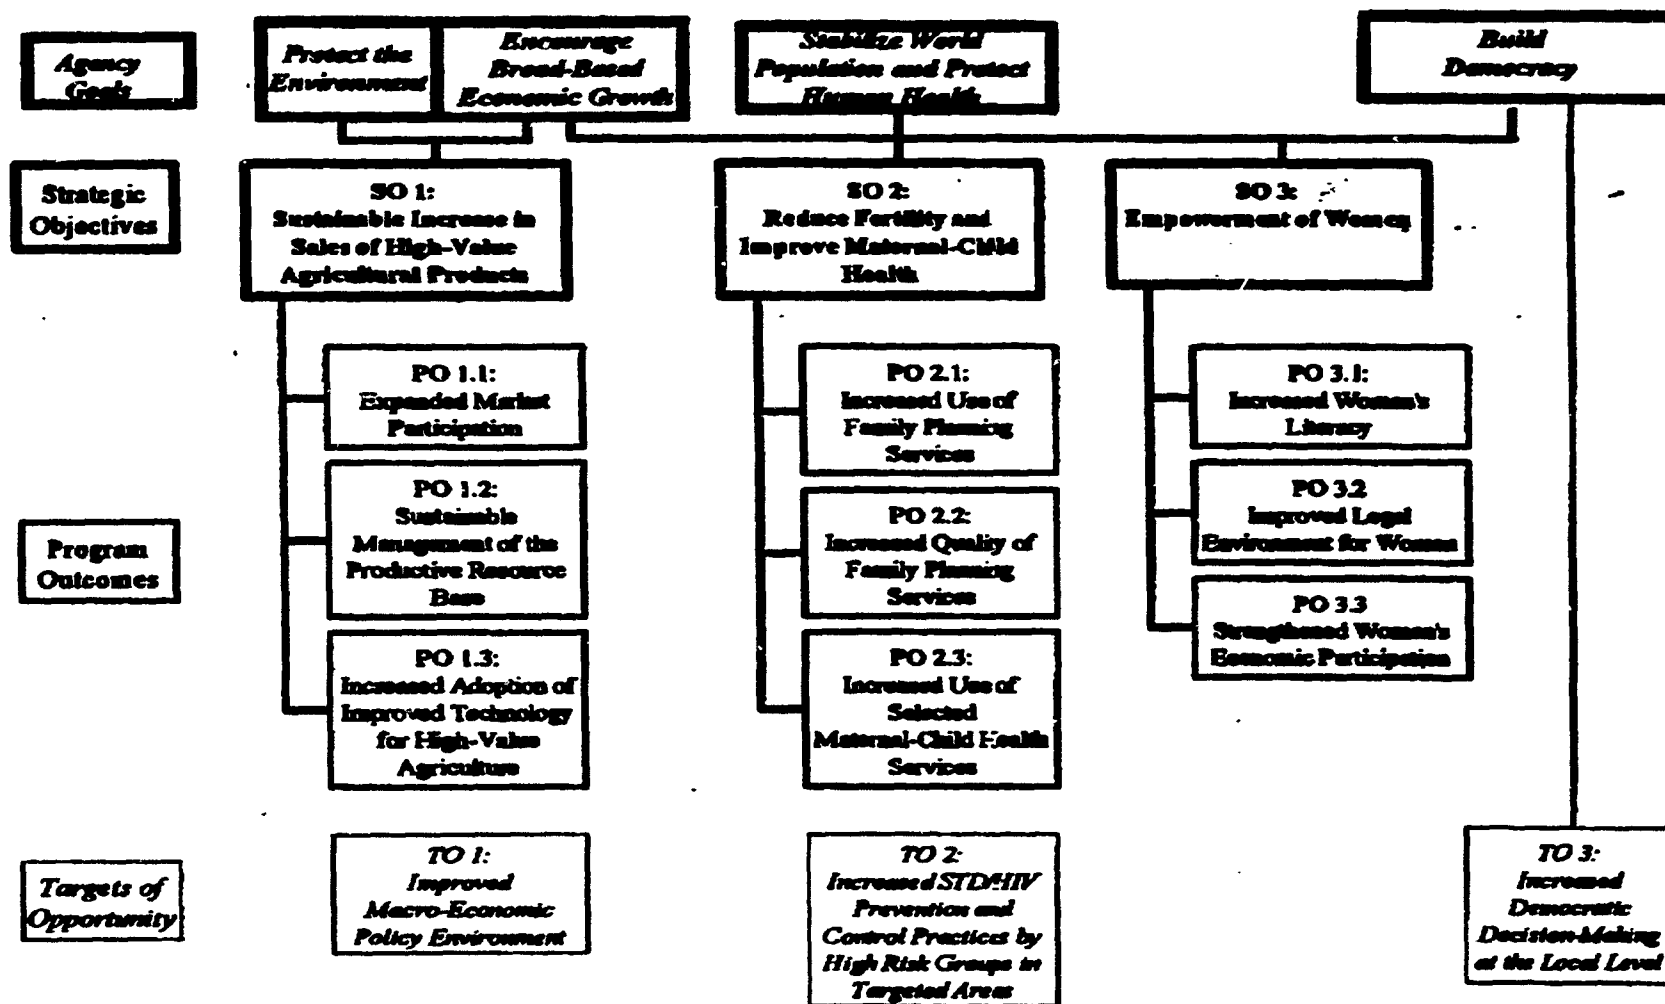 Agency
Goals
Protect the
Environment
Encourage
Broad-Based
Economic Growth
Stabilize World
Population and Protect
Human Health
Build
Democracy
Strategic
Objectives
SO 1:
Sustainable Increase in
Sales of High-Value
Agricultural Products
SO 2:
Reduce Fertility and
Improve Maternal-Child
Health
SO 3:
Empowerment of Women
Program
Outcomes
PO 1.1:
Expanded Market
Participation
PO 1.2:
Sustainable
Management of the
Productive Resource
Base
PO 1.3:
Increased Adoption of
Improved Technology
for High-Value
Agriculture
PO 2.1:
Increased Use of
Family Planning
Services
PO 2.2:
Increased Quality of
Family Planning
Services
PO 2.3:
Increased Use of
Selected
Maternal-Child Health
Services
PO 3.1:
Increased Women's
Literacy
PO 3.2
Improved Legal
Environment for Women
PO 3.3
Strengthened Women's
Economic Participation
Targets of
Opportunity
TO 1:
Improved
Macro-Economic
Policy Environment
TO 2:
Increased STD/HIV
Prevention and
Control Practices by
High Risk Groups in
Targeted Areas
TO 3:
Increased
Democratic
Decision-Making
at the Local Level